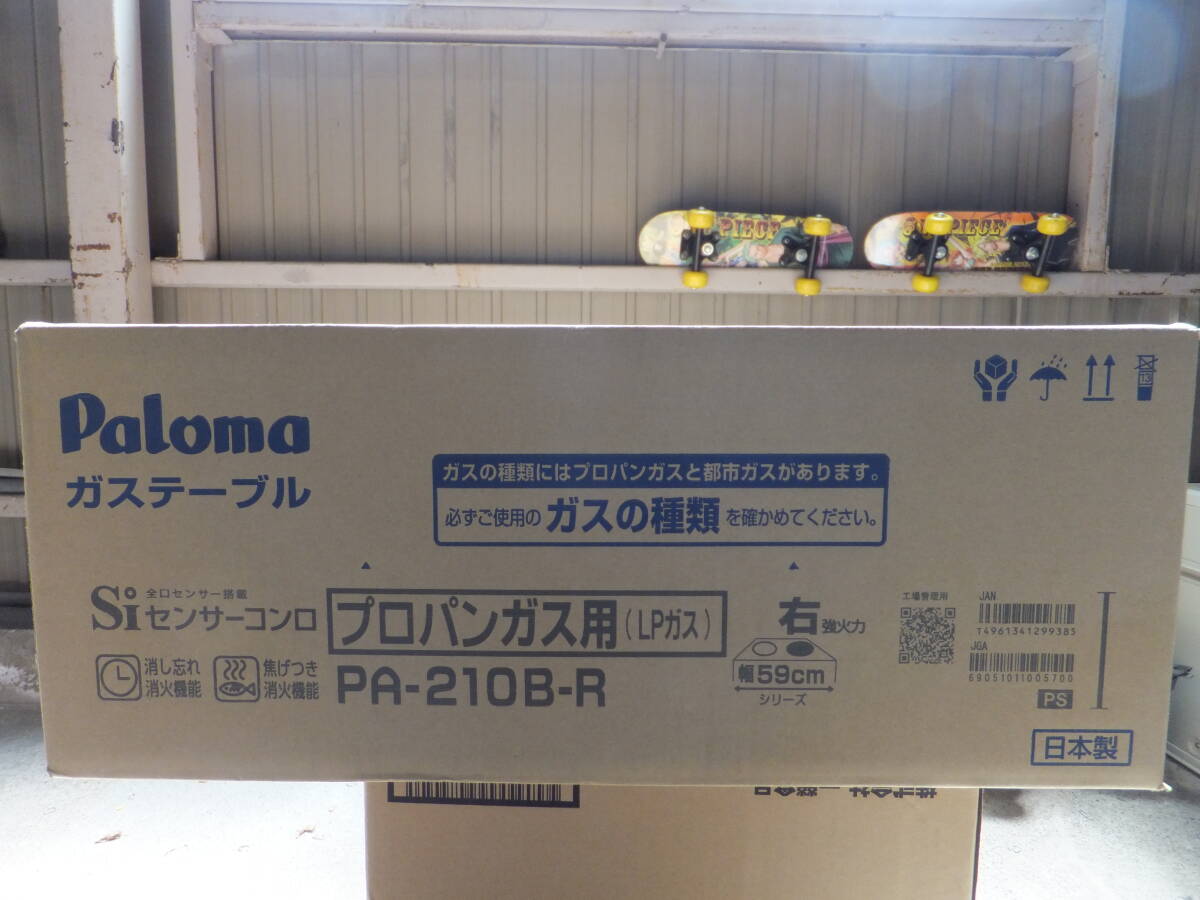 PIECE
PIECE
Paloma
ガステーブル
ガスの種類にはプロパンガスと都市ガスがあります。
必ずご使用の ガスの種類 を確かめてください。
13
Si 全口センサー搭載
センサーコンロ
プロパンガス用(LPガス)
消し忘れ
消火機能
焦げつき
消火機能
PA-210B-R
右 強火力
幅59cm
シリーズ
工場管理用
JAN
T4961341299385
JGA
69051011005700
PS
日本製